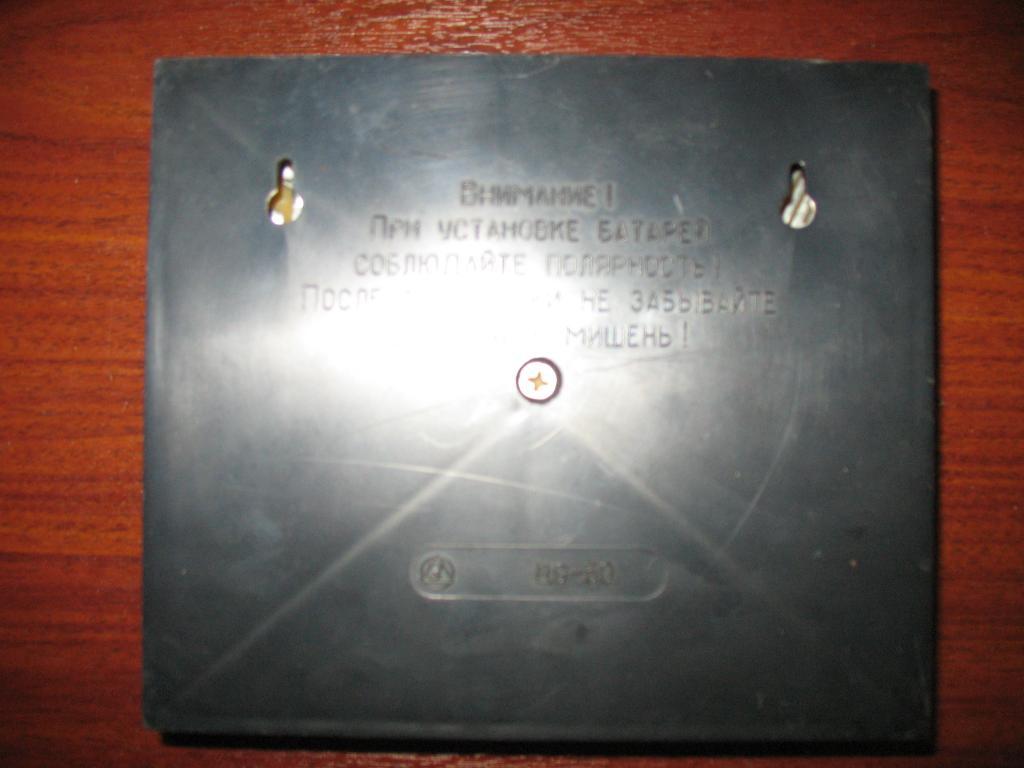 Внимание!
При установке батарей
соблюдайте полярность!
После не забывайте
мишень!